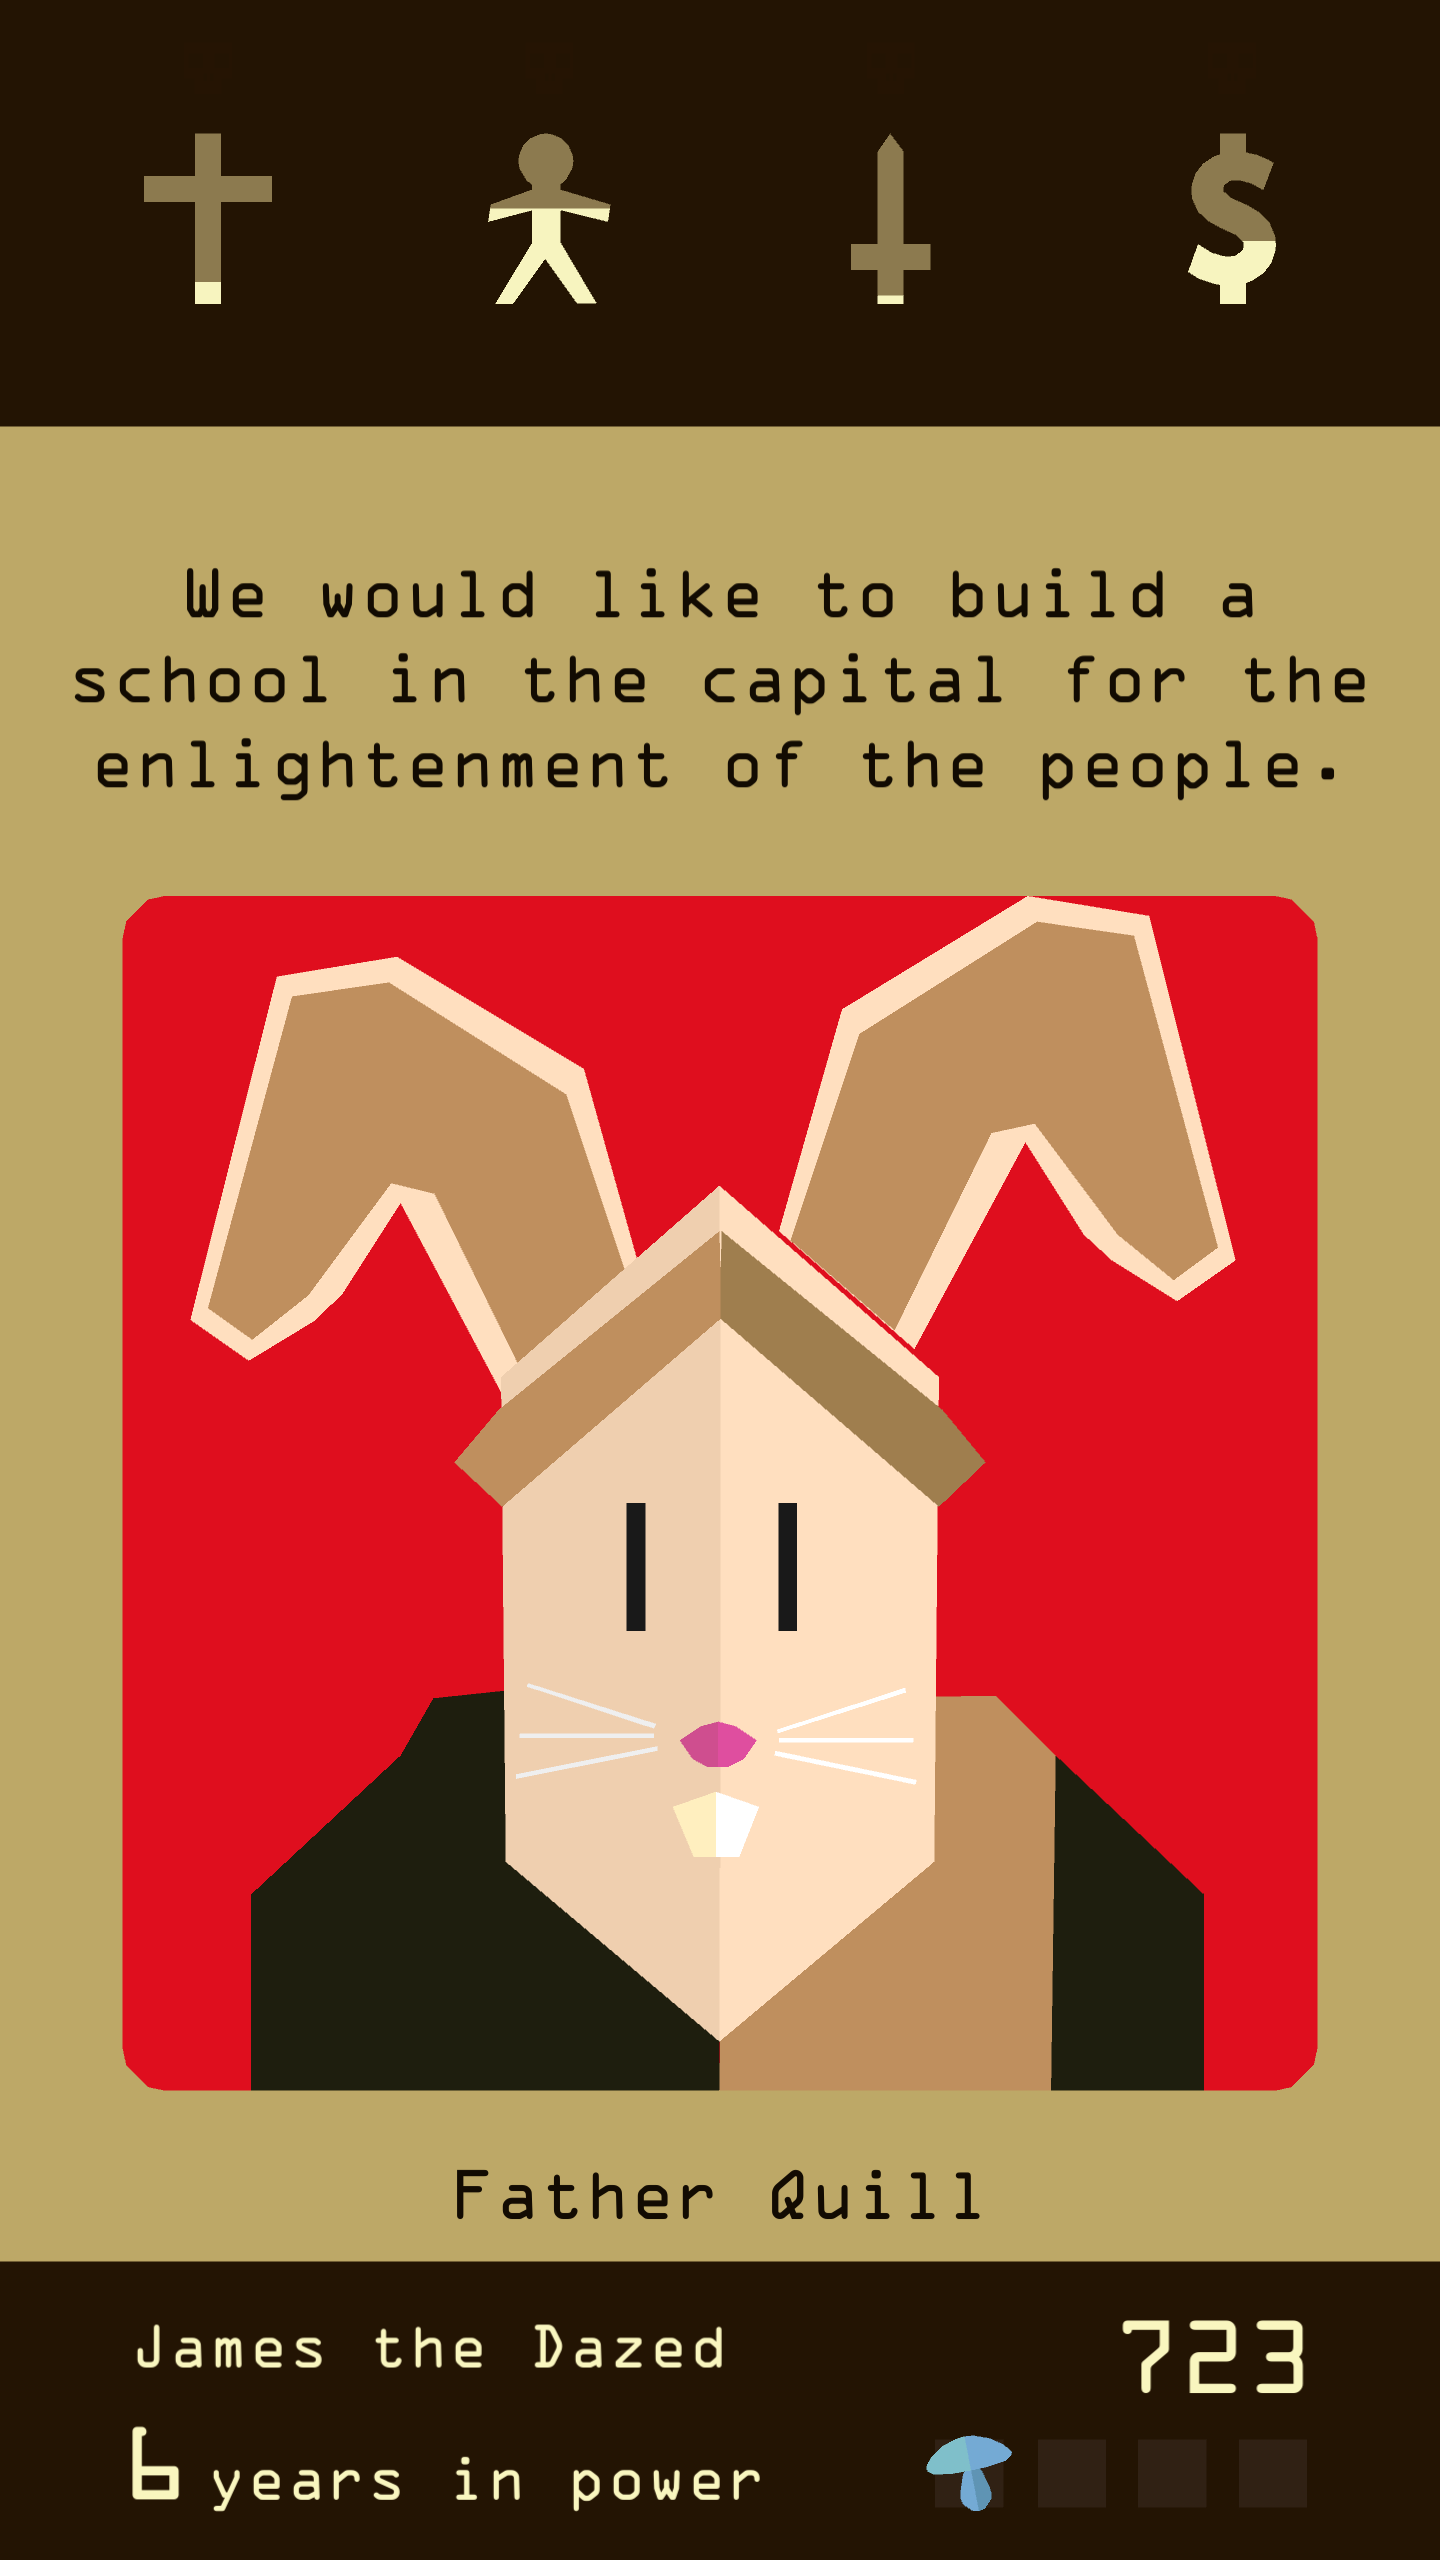 We would like to build a
school in the capital for the
enlightenment of the people.
Father Quill
James the Dazed
723
6 years in power